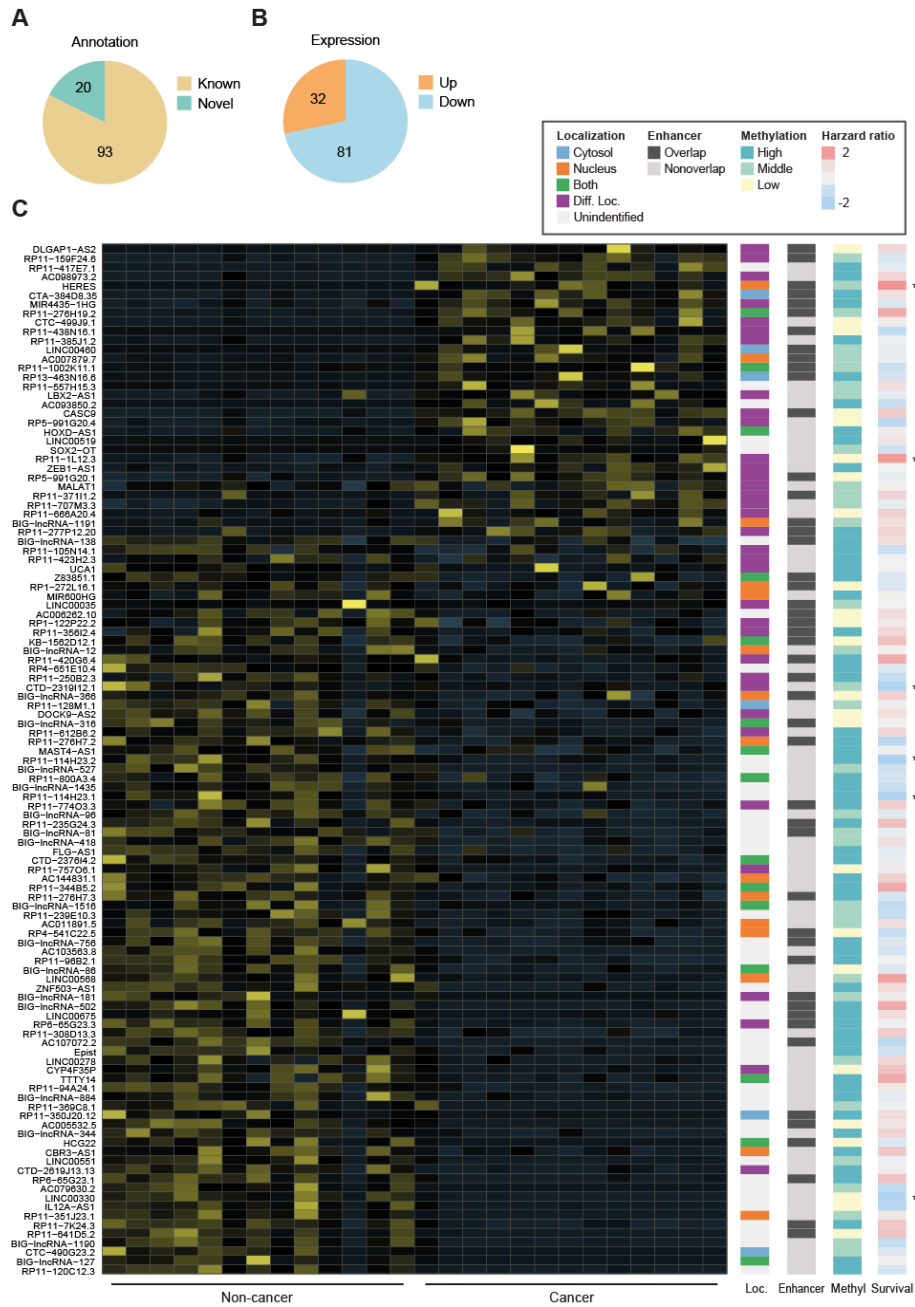 A
B
Annotation
Expression
20
93
Known
Novel
32
81
Up
Down
Localization
Cytosol
Nucleus
Both
Diff. Loc.
Unidentified
Enhancer
Overlap
Nonoverlap
Methylation
High
Middle
Low
Harzard ratio
2
-2
C
DLGAP1-AS2
RP11-159F24.6
RP11-417E7.1
AC098973.2
HERES
*
CTA-384D8.35
MIR4435-1HG
RP11-276H19.2
CTC-499J9.1
RP11-438N16.1
RP11-385J1.2
LINC00460
AC007879.7
RP11-1002K11.1
RP13-463N16.6
RP11-557H15.3
LBX2-AS1
AC093850.2
CASC9
RP5-991G20.4
HOXD-AS1
LINC00519
SOX2-OT
RP11-1L12.3
*
ZEB1-AS1
RP5-991G20.1
MALAT1
RP11-371I1.2
RP11-707M3.3
RP11-666A20.4
BIG-lncRNA-1191
RP11-277P12.20
BIG-lncRNA-138
RP11-105N14.1
RP11-423H2.3
UCA1
Z83851.1
RP1-272L16.1
MIR600HG
LINC00035
AC006262.10
RP1-122P22.2
RP11-356I2.4
KB-1562D12.1
BIG-lncRNA-12
RP11-420G6.4
RP4-651E10.4
RP11-250B2.3
CTD-2319I12.1
*
BIG-lncRNA-366
RP11-128M1.1
DOCK9-AS2
BIG-lncRNA-316
RP11-612B6.2
RP11-276H7.2
MAST4-AS1
RP11-114H23.2
*
BIG-lncRNA-527
RP11-800A3.4
BIG-lncRNA-1435
RP11-114H23.1
*
RP11-774O3.3
BIG-lncRNA-96
RP11-235G24.3
BIG-lncRNA-81
BIG-lncRNA-418
FLG-AS1
CTD-2376I4.2
RP11-757O6.1
AC144831.1
RP11-344B5.2
RP11-276H7.3
BIG-lncRNA-1516
RP11-239E10.3
AC011891.5
RP4-541C22.5
BIG-lncRNA-756
AC103563.8
RP11-96B2.1
BIG-lncRNA-86
LINC00568
ZNF503-AS1
BIG-lncRNA-181
BIG-lncRNA-502
LINC00675
RP6-65G23.3
RP11-308D13.3
AC107072.2
Epist
LINC00278
CYP4F35P
TTTY14
RP11-94A24.1
BIG-lncRNA-884
RP11-369C8.1
RP11-350J20.12
AC005532.5
BIG-lncRNA-344
HCG22
CBR3-AS1
LINC00551
CTD-2619J13.13
RP6-65G23.1
AC079630.2
LINC00330
*
IL12A-AS1
RP11-351J23.1
RP11-7K24.3
RP11-641D5.2
BIG-lncRNA-1190
CTC-490G23.2
BIG-lncRNA-127
RP11-120C12.3
Non-cancer
Cancer
Loc.
Enhancer
Methyl
Survival